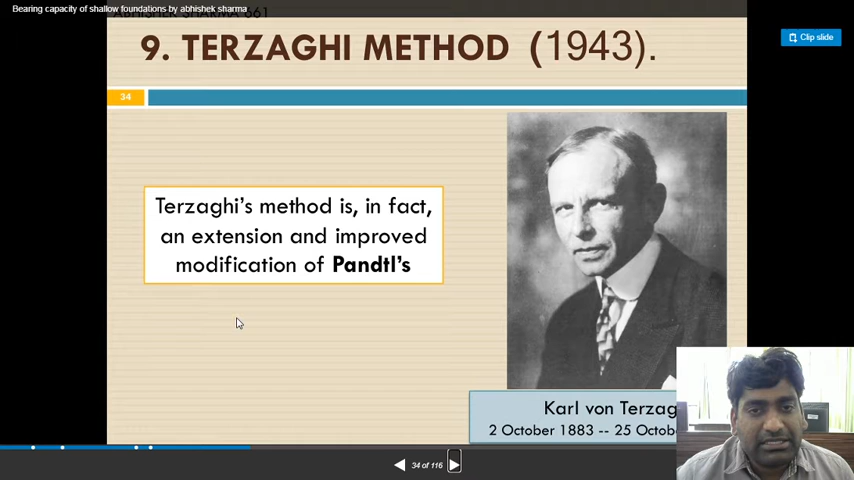 Bearing capacity of shallow foundations by abhishek sharma
9. TERZAGHI METHOD (1943).
Clip slide
34
Terzaghi's method is, in fact,
an extension and improved
modification of Pandtl's
Karl von Terzag
2 October 1883 -- 25 Octob
34 of 116